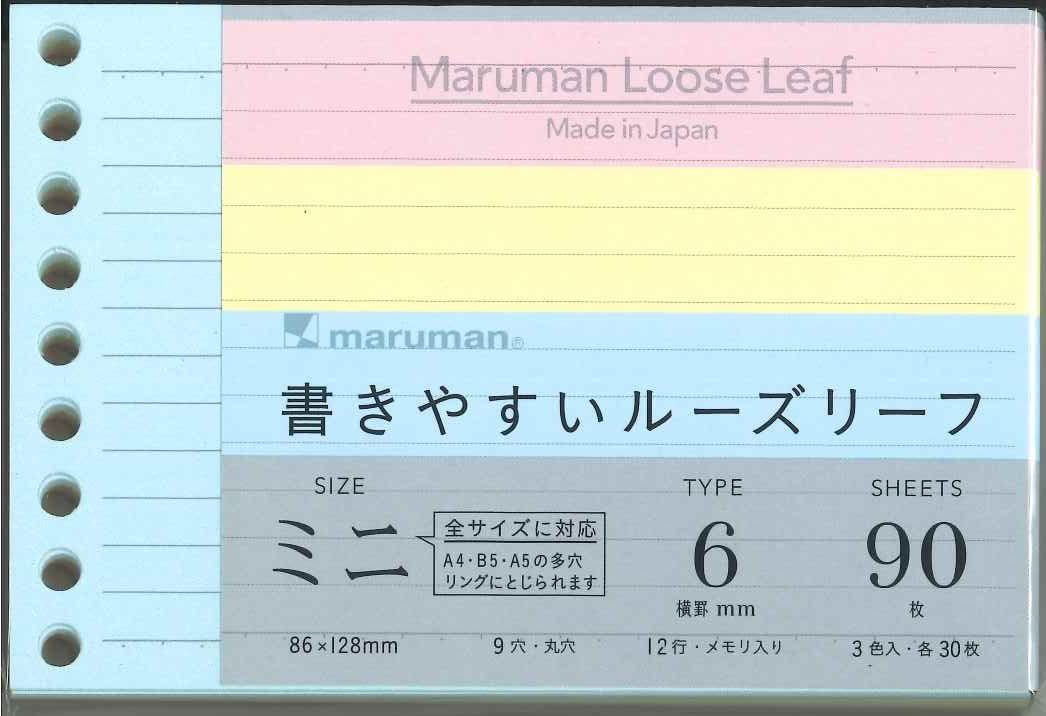 Maruman Loose Leaf
Made in Japan
maruman®
書きやすいルーズリーフ
SIZE
ミニ
全サイズに対応
A4・B5・A5の多穴
リングにとじられます
86×128mm
9穴・丸穴
TYPE
6
横罫 mm
12行・メモリ入り
SHEETS
90
枚
3色入・各30枚